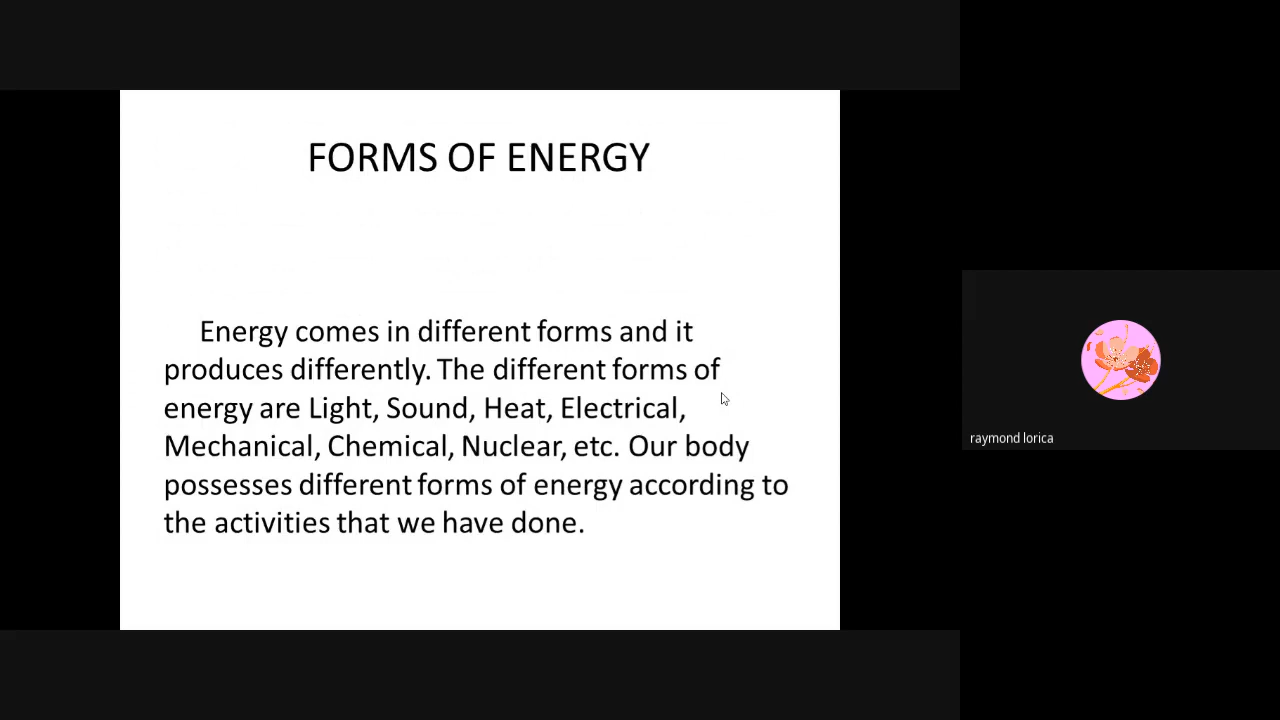 FORMS OF ENERGY
Energy comes in different forms and it
produces differently. The different forms of
energy are Light, Sound, Heat, Electrical,
Mechanical, Chemical, Nuclear, etc. Our body
possesses different forms of energy according to
the activities that we have done.
raymond lorica